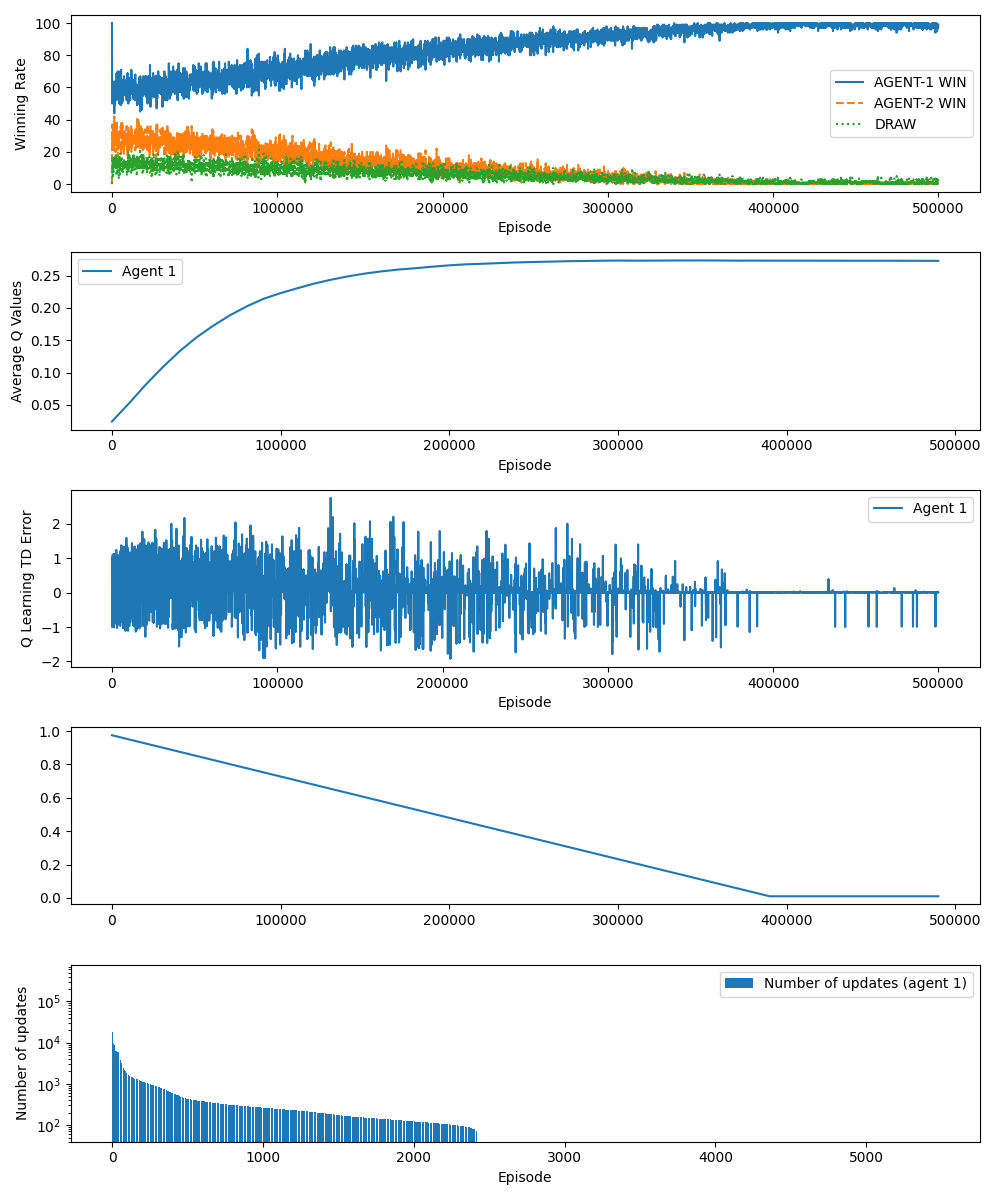 100
80
60
40
20
0
Winning Rate
AGENT-1 WIN
AGENT-2 WIN
DRAW
0 100000 200000 300000 400000 500000
Episode
0.25
0.20
0.15
0.10
0.05
Average Q Values
Agent 1
0 100000 200000 300000 400000 500000
Episode
2
1
0
−1
−2
Q Learning TD Error
Agent 1
0 100000 200000 300000 400000 500000
Episode
1.0
0.8
0.6
0.4
0.2
0.0
0 100000 200000 300000 400000 500000
10⁵
10⁴
10³
10²
Number of updates
Number of updates (agent 1)
0 1000 2000 3000 4000 5000
Episode